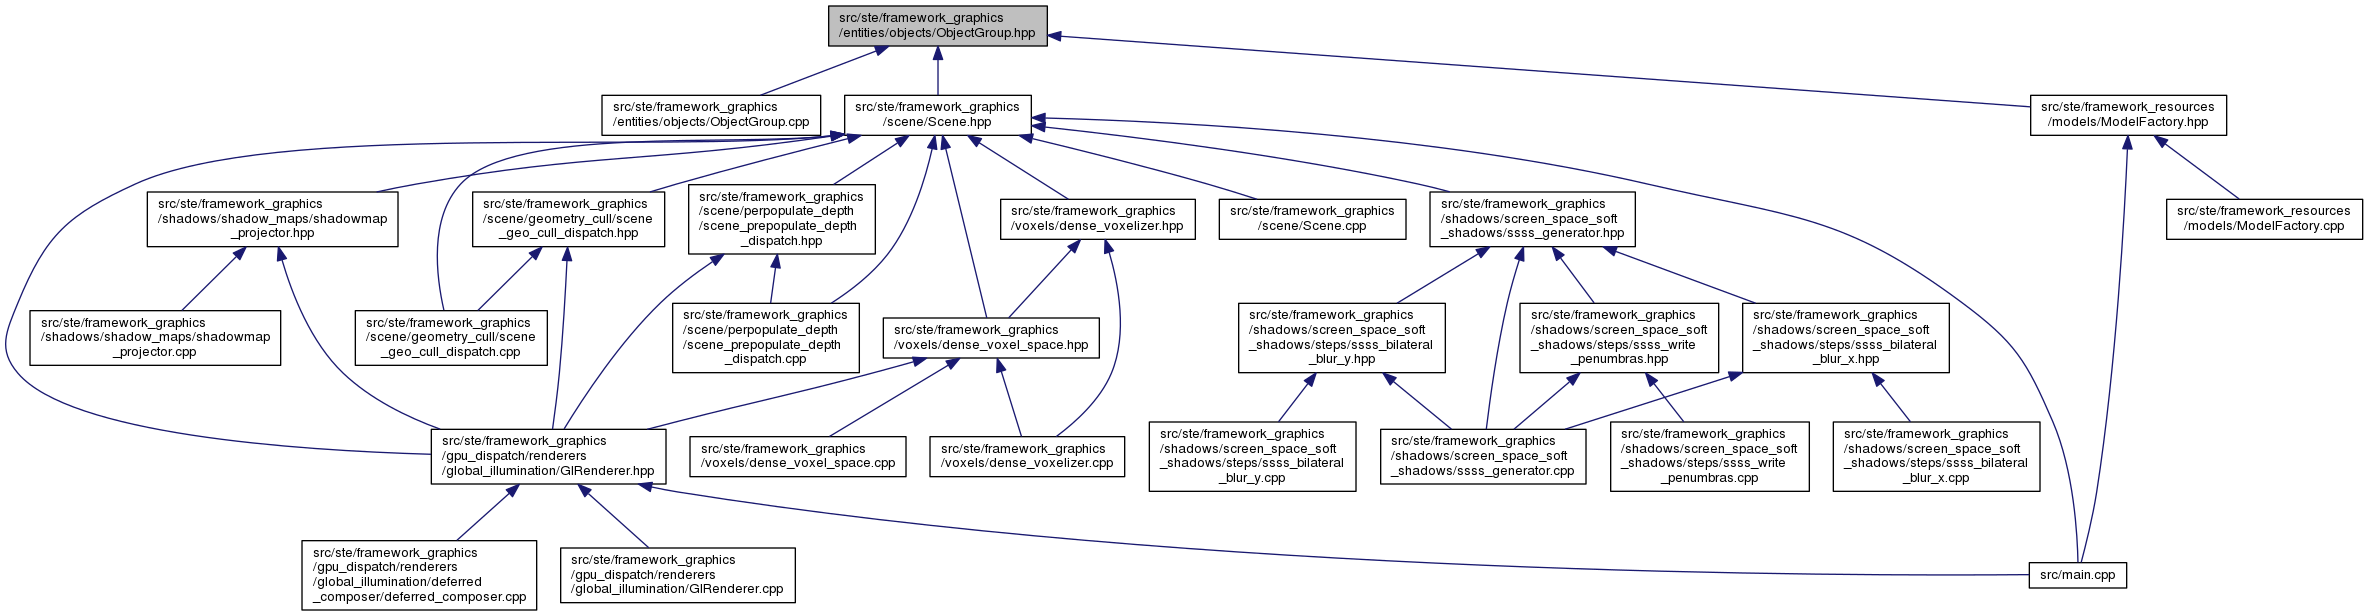 src/ste/framework_graphics
/entities/objects/ObjectGroup.hpp
src/ste/framework_graphics
/entities/objects/ObjectGroup.cpp
src/ste/framework_graphics
/scene/Scene.hpp
src/ste/framework_resources
/models/ModelFactory.hpp
src/ste/framework_graphics
/shadows/shadow_maps/shadowmap
_projector.hpp
src/ste/framework_graphics
/scene/geometry_cull/scene
_geo_cull_dispatch.hpp
src/ste/framework_graphics
/scene/perpopulate_depth
/scene_prepopulate_depth
_dispatch.hpp
src/ste/framework_graphics
/voxels/dense_voxelizer.hpp
src/ste/framework_graphics
/scene/Scene.cpp
src/ste/framework_graphics
/shadows/screen_space_soft
_shadows/ssss_generator.hpp
src/ste/framework_resources
/models/ModelFactory.cpp
src/ste/framework_graphics
/shadows/shadow_maps/shadowmap
_projector.cpp
src/ste/framework_graphics
/scene/geometry_cull/scene
_geo_cull_dispatch.cpp
src/ste/framework_graphics
/scene/perpopulate_depth
/scene_prepopulate_depth
_dispatch.cpp
src/ste/framework_graphics
/voxels/dense_voxel_space.hpp
src/ste/framework_graphics
/shadows/screen_space_soft
_shadows/steps/ssss_bilateral
_blur_y.hpp
src/ste/framework_graphics
/shadows/screen_space_soft
_shadows/steps/ssss_write
_penumbras.hpp
src/ste/framework_graphics
/shadows/screen_space_soft
_shadows/steps/ssss_bilateral
_blur_x.hpp
src/ste/framework_graphics
/gpu_dispatch/renderers
/global_illumination/GIRenderer.hpp
src/ste/framework_graphics
/voxels/dense_voxel_space.cpp
src/ste/framework_graphics
/voxels/dense_voxelizer.cpp
src/ste/framework_graphics
/shadows/screen_space_soft
_shadows/steps/ssss_bilateral
_blur_y.cpp
src/ste/framework_graphics
/shadows/screen_space_soft
_shadows/ssss_generator.cpp
src/ste/framework_graphics
/shadows/screen_space_soft
_shadows/steps/ssss_write
_penumbras.cpp
src/ste/framework_graphics
/shadows/screen_space_soft
_shadows/steps/ssss_bilateral
_blur_x.cpp
src/ste/framework_graphics
/gpu_dispatch/renderers
/global_illumination/deferred
_composer/deferred_composer.cpp
src/ste/framework_graphics
/gpu_dispatch/renderers
/global_illumination/GIRenderer.cpp
src/main.cpp